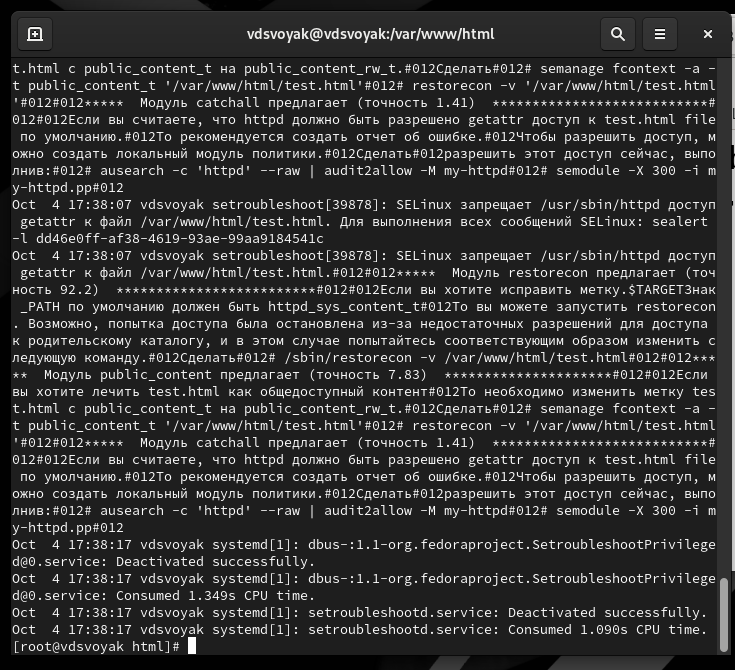 vdsvoyak@vdsvoyak:/var/www/html
t.html с public_content_t на public_content_rw_t.#012Сделать#012# semanage fcontext -a -
t public_content_t '/var/www/html/test.html'#012# restorecon -v '/var/www/html/test.html
'#012#012***** Модуль catchall предлагает (точность 1.41) **************************#
012#012Если вы считаете, что httpd должно быть разрешено getattr доступ к test.html file
по умолчанию.#012То рекомендуется создать отчет об ошибке.#012Чтобы разрешить доступ, м
ожно создать локальный модуль политики.#012Сделать#012разрешить этот доступ сейчас, выпо
лнив:#012# ausearch -c 'httpd' --raw | audit2allow -M my-httpd#012# semodule -X 300 -i m
y-httpd.pp#012
Oct  4 17:38:07 vdsvoyak setroubleshoot[39878]: SELinux запрещает /usr/sbin/httpd доступ
getattr к файл /var/www/html/test.html. Для выполнения всех сообщений SELinux: sealert
-l dd46e0ff-af38-4619-93ae-99aa9184541c
Oct  4 17:38:07 vdsvoyak setroubleshoot[39878]: SELinux запрещает /usr/sbin/httpd доступ
getattr к файл /var/www/html/test.html.#012#012***** Модуль restorecon предлагает (точ
ность 92.2) ************************#012#012Если вы хотите исправить метку.$TARGETЗнак
_PATH по умолчанию должен быть httpd_sys_content_t#012То вы можете запустить restorecon
. Возможно, попытка доступа была остановлена из-за недостаточных разрешений для доступа
к родительскому каталогу, и в этом случае попытайтесь соответствующим образом изменить с
ледующую команду.#012Сделать#012# /sbin/restorecon -v /var/www/html/test.html#012#012***
** Модуль public_content предлагает (точность 7.83) ********************#012#012Если
вы хотите лечить test.html как общедоступный контент#012То необходимо изменить метку tes
t.html с public_content_t на public_content_rw_t.#012Сделать#012# semanage fcontext -a -
t public_content_t '/var/www/html/test.html'#012# restorecon -v '/var/www/html/test.html
'#012#012***** Модуль catchall предлагает (точность 1.41) **************************#
012#012Если вы считаете, что httpd должно быть разрешено getattr доступ к test.html file
по умолчанию.#012То рекомендуется создать отчет об ошибке.#012Чтобы разрешить доступ, м
ожно создать локальный модуль политики.#012Сделать#012разрешить этот доступ сейчас, выпо
лнив:#012# ausearch -c 'httpd' --raw | audit2allow -M my-httpd#012# semodule -X 300 -i m
y-httpd.pp#012
Oct  4 17:38:17 vdsvoyak systemd[1]: dbus-:1.1-org.fedoraproject.SetroubleshootPrivilege
d@0.service: Deactivated successfully.
Oct  4 17:38:17 vdsvoyak systemd[1]: dbus-:1.1-org.fedoraproject.SetroubleshootPrivilege
d@0.service: Consumed 1.349s CPU time.
Oct  4 17:38:17 vdsvoyak systemd[1]: setroubleshootd.service: Deactivated successfully.
Oct  4 17:38:17 vdsvoyak systemd[1]: setroubleshootd.service: Consumed 1.090s CPU time.
[root@vdsvoyak html]#